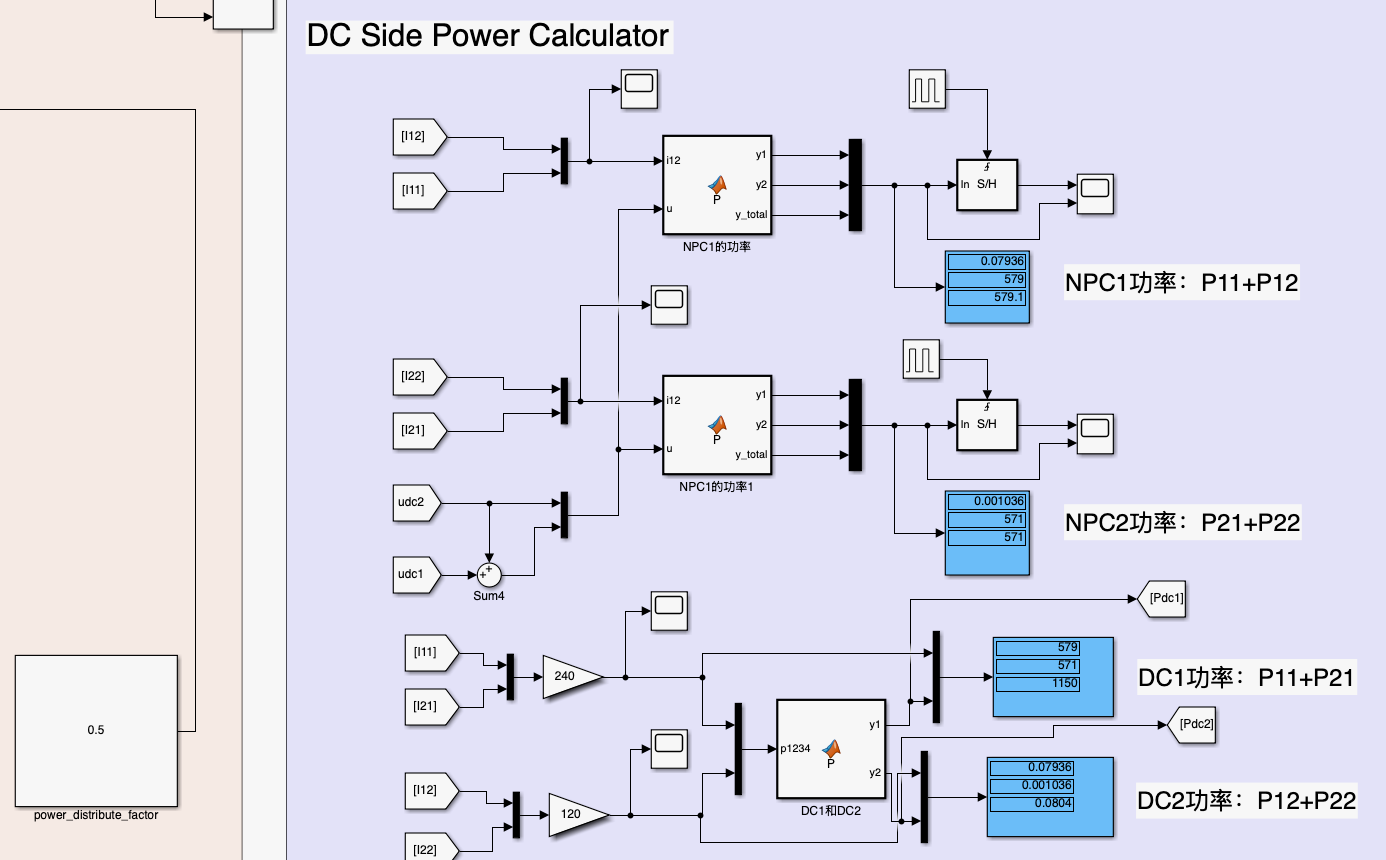 DC Side Power Calculator
[I12]
[I11]
i12
u
y1
y2
y_total
P
NPC1的功率
In S/H
0.07936
579
579.1
NPC1功率：P11+P12
[I22]
[I21]
i12
u
y1
y2
y_total
P
NPC1的功率1
In S/H
0.001036
571
571
NPC2功率：P21+P22
udc2
udc1
Sum4
[Pdc1]
[I11]
[I21]
240
579
571
1150
DC1功率：P11+P21
0.5
power_distribute_factor
p1234
y1
y2
P
DC1和DC2
[Pdc2]
[I12]
[I22]
120
0.07936
0.001036
0.0804
DC2功率：P12+P22